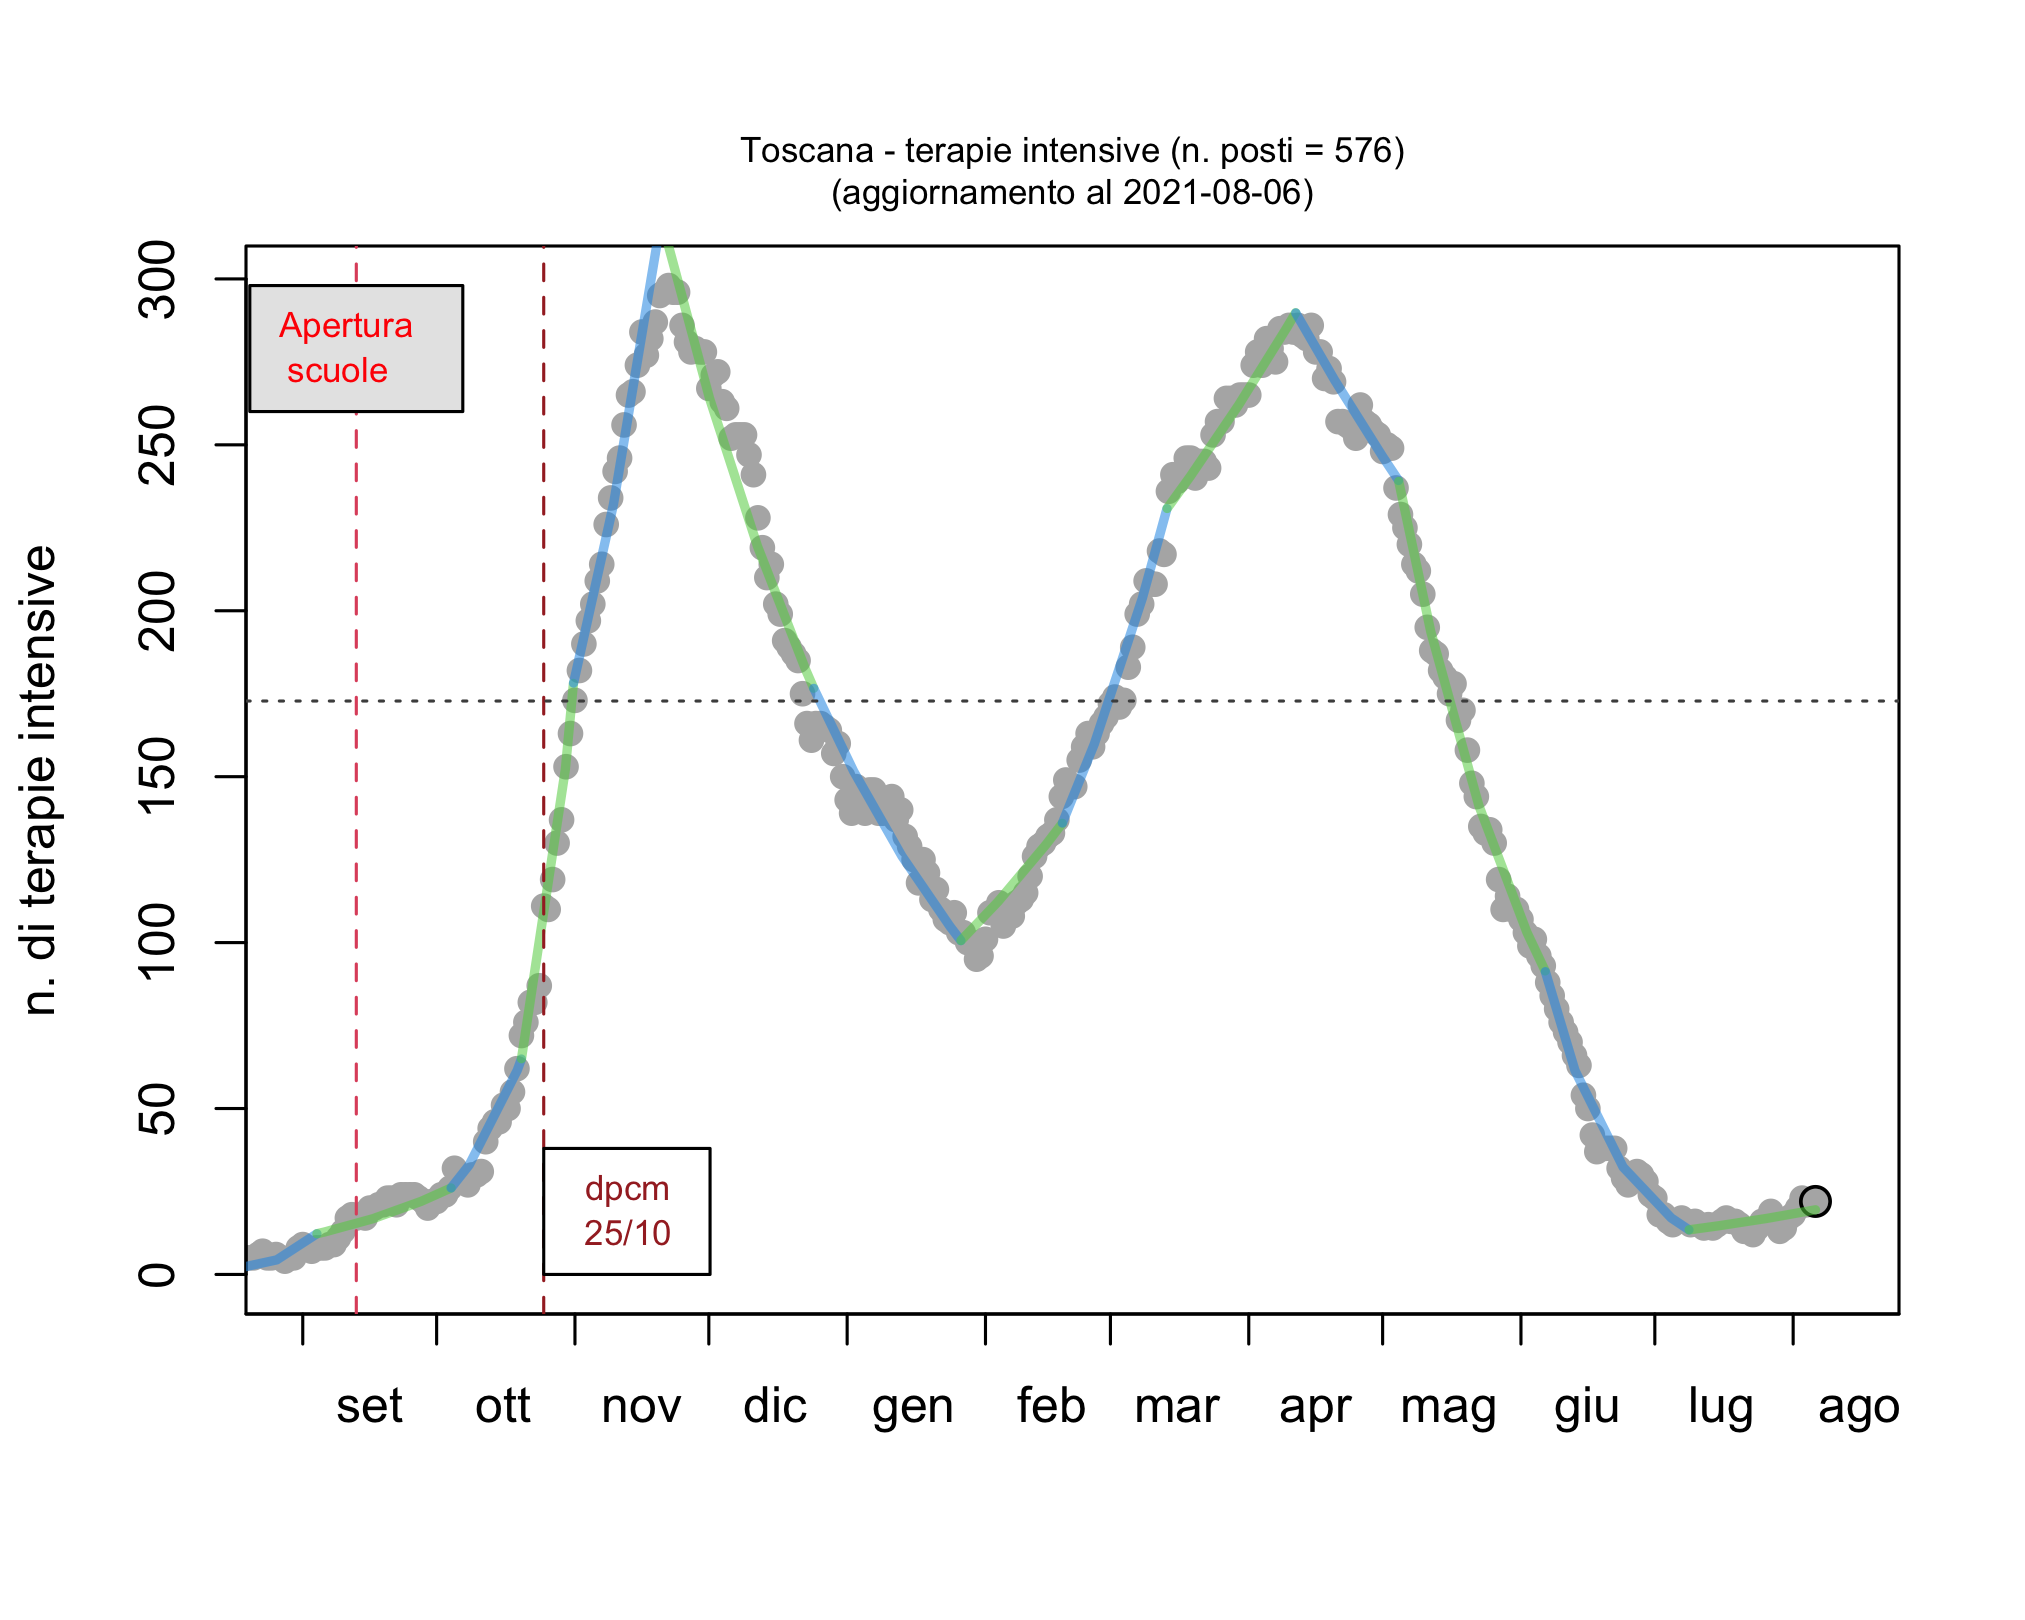 Toscana - terapie intensive (n. posti = 576)
(aggiornamento al 2021-08-06)
n. di terapie intensive
300
250
200
150
100
50
0
Apertura
scuole
dpcm
25/10
set ott nov dic gen feb mar apr mag giu lug ago